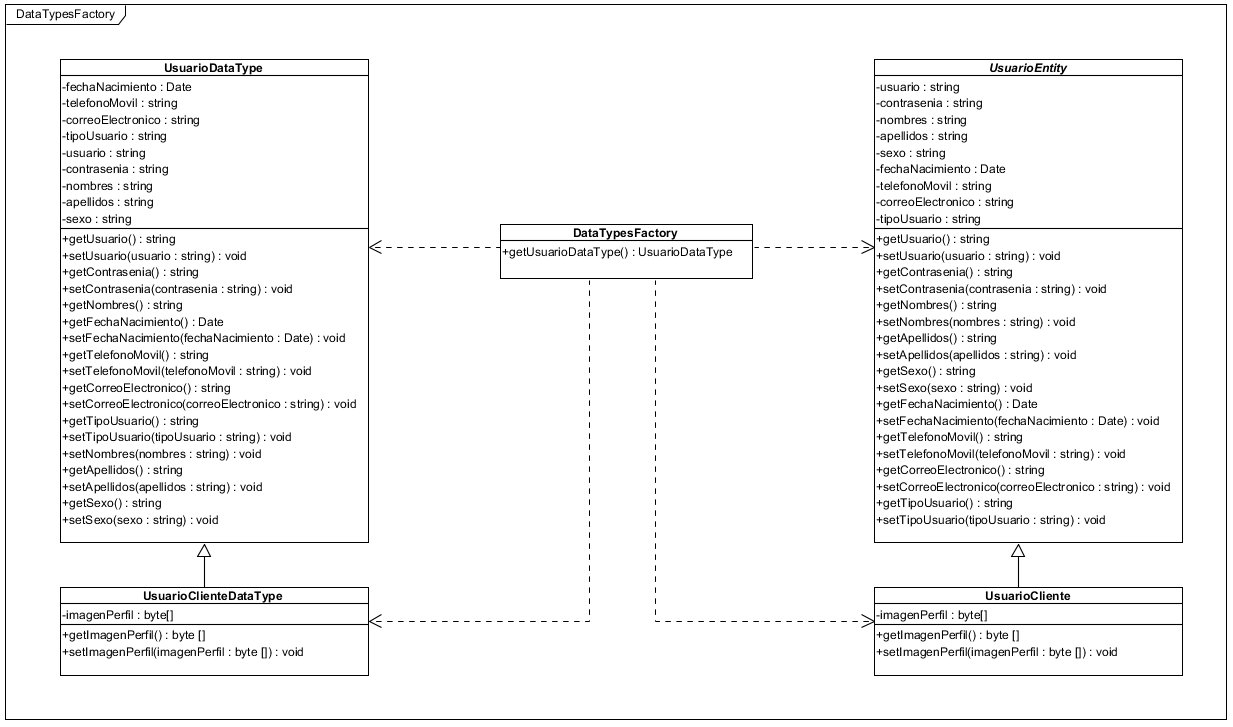 DataTypesFactory
UsuarioDataType
-fechaNacimiento : Date
-telefonoMovil : string
-correoElectronico : string
-tipoUsuario : string
-usuario : string
-contrasenia : string
-nombres : string
-apellidos : string
-sexo : string
+getUsuario() : string
+setUsuario(usuario : string) : void
+getContrasenia() : string
+setContrasenia(contrasenia : string) : void
+getNombres() : string
+getFechaNacimiento() : Date
+setFechaNacimiento(fechaNacimiento : Date) : void
+getTelefonoMovil() : string
+setTelefonoMovil(telefonoMovil : string) : void
+getCorreoElectronico() : string
+setCorreoElectronico(correoElectronico : string) : void
+getTipoUsuario() : string
+setTipoUsuario(tipoUsuario : string) : void
+setNombres(nombres : string) : void
+getApellidos() : string
+setApellidos(apellidos : string) : void
+getSexo() : string
+setSexo(sexo : string) : void
DataTypesFactory
+getUsuarioDataType() : UsuarioDataType
UsuarioEntity
-usuario : string
-contrasenia : string
-nombres : string
-apellidos : string
-sexo : string
-fechaNacimiento : Date
-telefonoMovil : string
-correoElectronico : string
-tipoUsuario : string
+getUsuario() : string
+setUsuario(usuario : string) : void
+getContrasenia() : string
+setContrasenia(contrasenia : string) : void
+getNombres() : string
+setNombres(nombres : string) : void
+getApellidos() : string
+setApellidos(apellidos : string) : void
+getSexo() : string
+setSexo(sexo : string) : void
+getFechaNacimiento() : Date
+setFechaNacimiento(fechaNacimiento : Date) : void
+getTelefonoMovil() : string
+setTelefonoMovil(telefonoMovil : string) : void
+getCorreoElectronico() : string
+setCorreoElectronico(correoElectronico : string) : void
+getTipoUsuario() : string
+setTipoUsuario(tipoUsuario : string) : void
UsuarioClienteDataType
-imagenPerfil : byte[]
+getImagenPerfil() : byte []
+setImagenPerfil(imagenPerfil : byte []) : void
UsuarioCliente
-imagenPerfil : byte[]
+getImagenPerfil() : byte []
+setImagenPerfil(imagenPerfil : byte []) : void